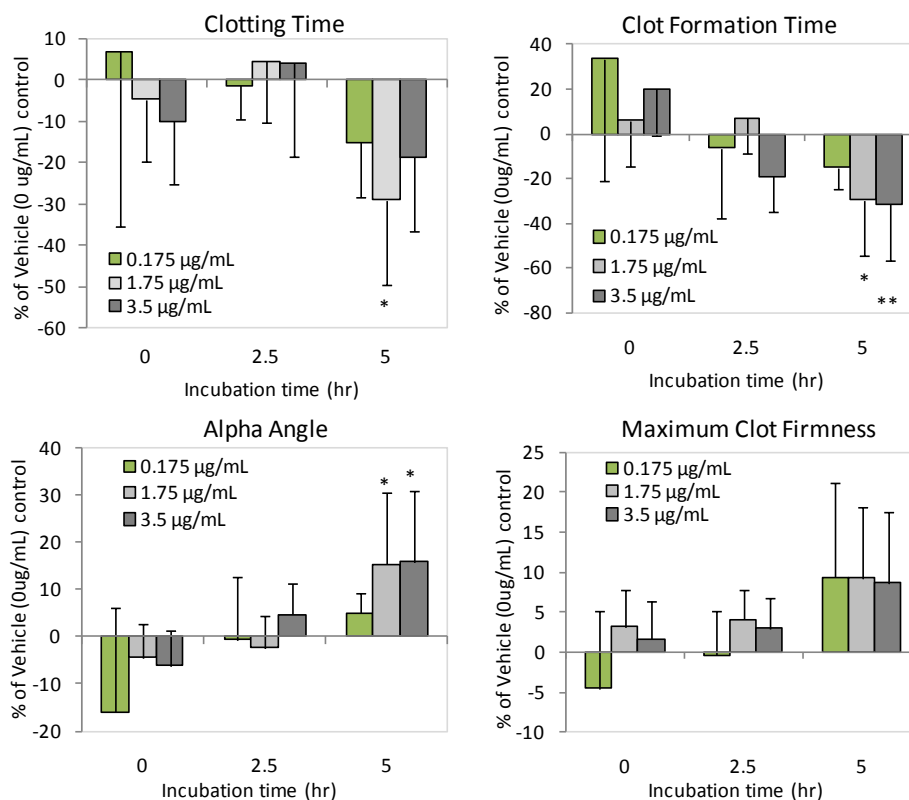 Clotting Time
% of Vehicle (0 ug/mL) control
10
0
-10
-20
-30
-40
-50
-60
0.175 µg/mL
1.75 µg/mL
3.5 µg/mL
*
0 2.5 5
Incubation time (hr)
Clot Formation Time
% of Vehicle (0ug/mL) control
40
20
0
-20
-40
-60
-80
0.175 µg/mL
1.75 µg/mL
3.5 µg/mL
*
**
0 2.5 5
Incubation time (hr)
Alpha Angle
% of Vehicle (0ug/mL) control
40
30
20
10
0
-10
-20
0.175 µg/mL
1.75 µg/mL
3.5 µg/mL
* *
0 2.5 5
Incubation time (hr)
Maximum Clot Firmness
% of Vehicle (0ug/mL) control
25
20
15
10
5
0
-5
-10
0.175 µg/mL
1.75 µg/mL
3.5 µg/mL
0 2.5 5
Incubation time (hr)